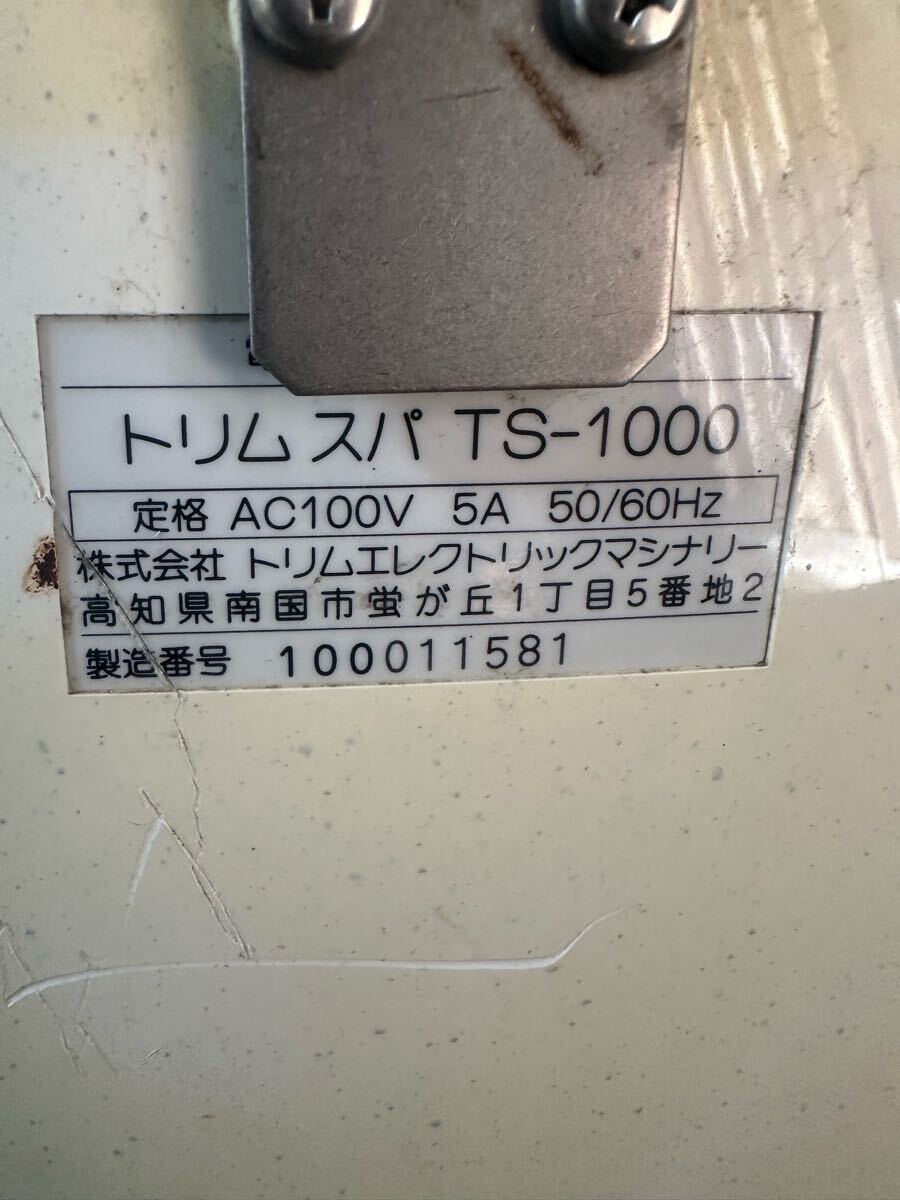 トリム スパ TS-1000
定格 AC100V 5A 50/60Hz
株式会社 トリムエレクトリックマシナリー
高知県南国市蛍が丘1丁目5番地2
製造番号 100011581